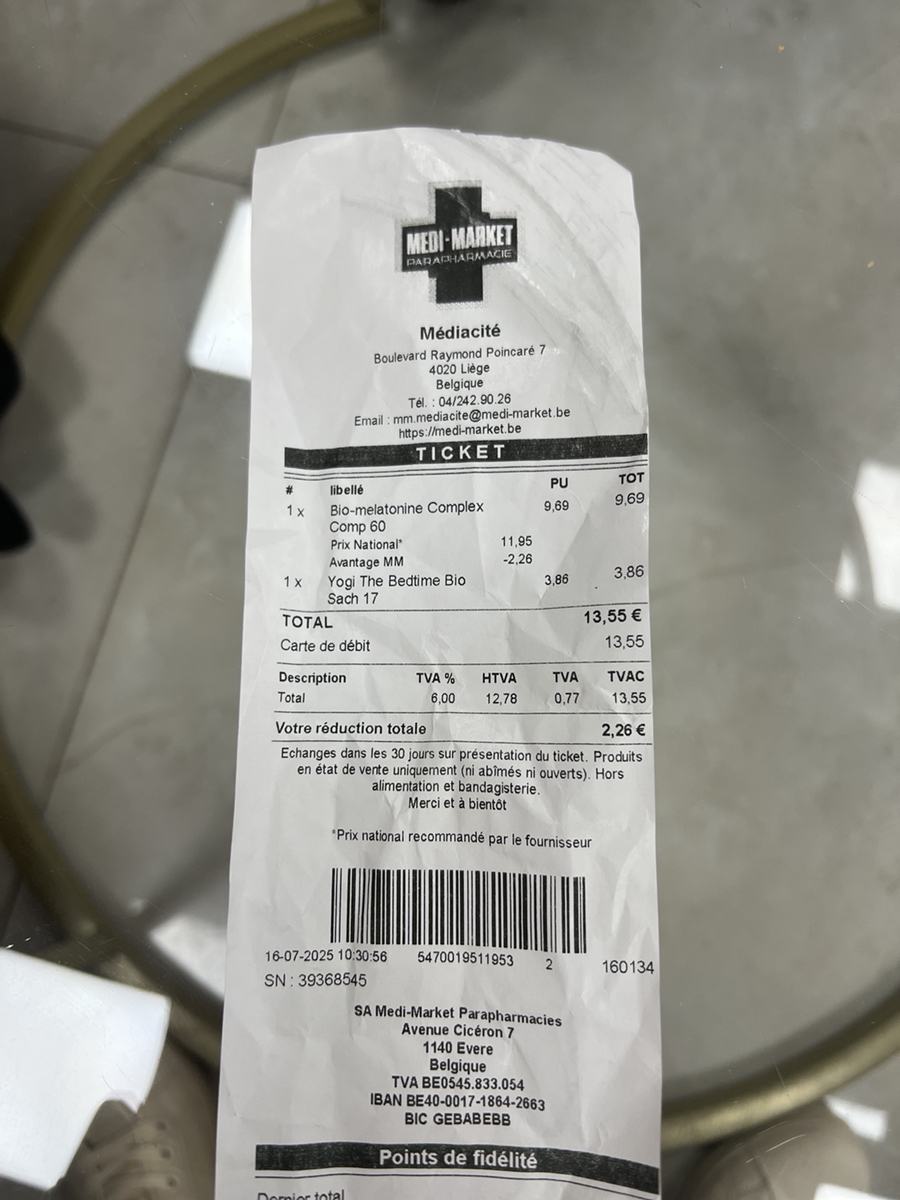 MEDI-MARKET
PARAPHARMACIE
Médiacité
Boulevard Raymond Poincaré 7
4020 Liège
Belgique
Tél. : 04/242.90.26
Email : mm.mediacite@medi-market.be
https://medi-market.be
TICKET
# libellé PU TOT
1 x Bio-melatonine Complex 9,69 9,69
Comp 60
Prix National* 11,95
Avantage MM -2,26
1 x Yogi The Bedtime Bio 3,86 3,86
Sach 17
TOTAL 13,55 €
Carte de débit 13,55
Description TVA % HTVA TVA TVAC
Total 6,00 12,78 0,77 13,55
Votre réduction totale 2,26 €
Echanges dans les 30 jours sur présentation du ticket. Produits
en état de vente uniquement (ni abîmés ni ouverts). Hors
alimentation et bandagisterie.
Merci et à bientôt
*Prix national recommandé par le fournisseur
16-07-2025 10:30:56 5470019511953 2 160134
SN : 39368545
SA Medi-Market Parapharmacies
Avenue Cicéron 7
1140 Evere
Belgique
TVA BE0545.833.054
IBAN BE40-0017-1864-2663
BIC GEBABEBB
Points de fidélité
Dernier total